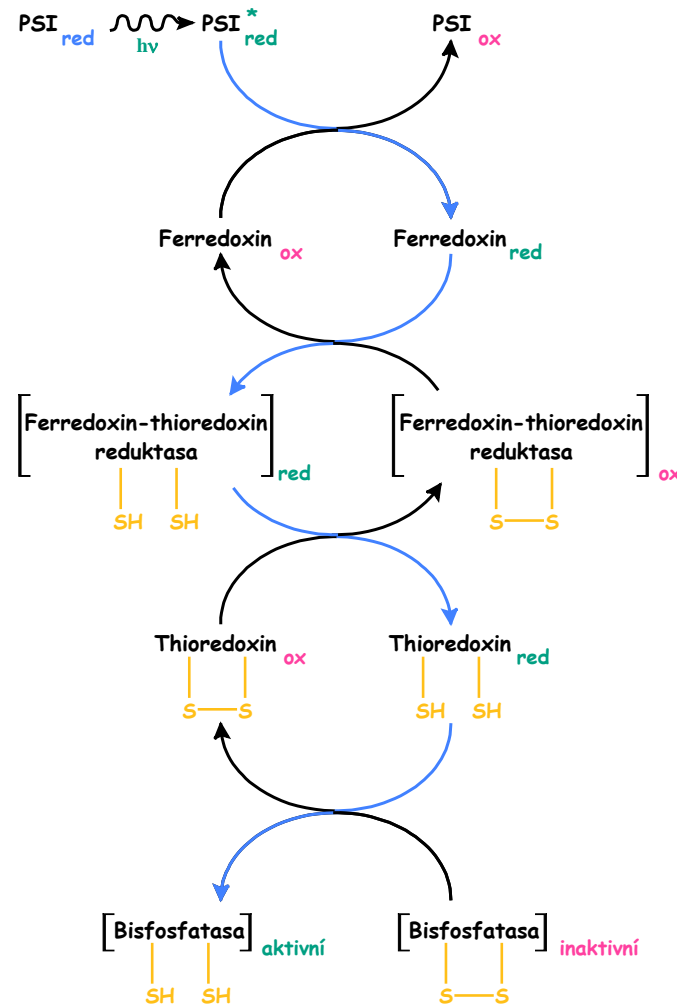 PSI red hν PSI * red PSI ox
Ferredoxin ox Ferredoxin red
Ferredoxin-thioredoxin Ferredoxin-thioredoxin
reduktasa red reduktasa ox
SH SH S S
Thioredoxin ox Thioredoxin red
S S SH SH
Bisfosfatasa aktivní Bisfosfatasa inaktivní
SH SH S S